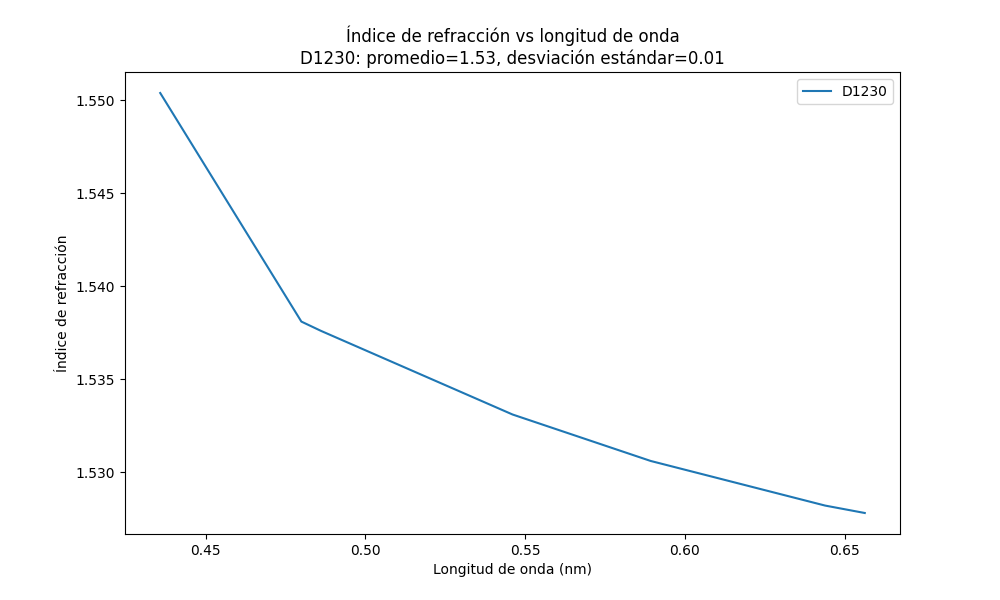 Índice de refracción vs longitud de onda
D1230: promedio=1.53, desviación estándar=0.01
D1230
1.550
1.545
1.540
1.535
1.530
Índice de refracción
0.45
0.50
0.55
0.60
0.65
Longitud de onda (nm)